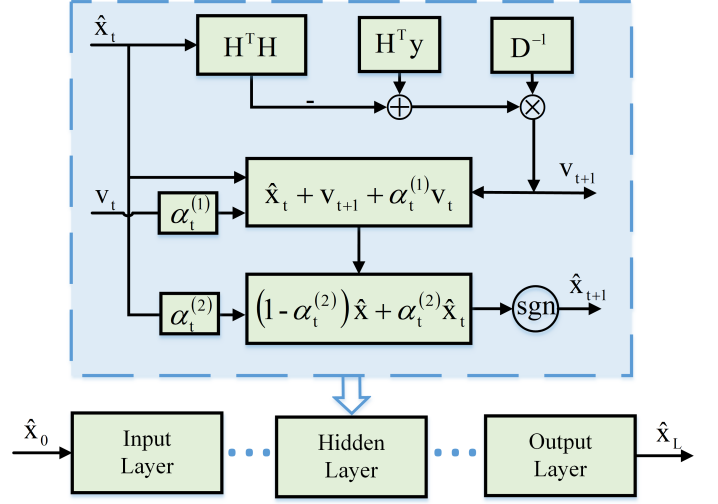 x̂ₜ
HᵀH
Hᵀy
D⁻¹
-
+
×
vₜ
αₜ⁽¹⁾
x̂ₜ + vₜ₊₁ + αₜ⁽¹⁾vₜ
vₜ₊₁
αₜ⁽²⁾
(1 - αₜ⁽²⁾)x̂ + αₜ⁽²⁾x̂ₜ
sgn
x̂ₜ₊₁
x̂₀
Input
Layer
Hidden
Layer
Output
Layer
x̂_L